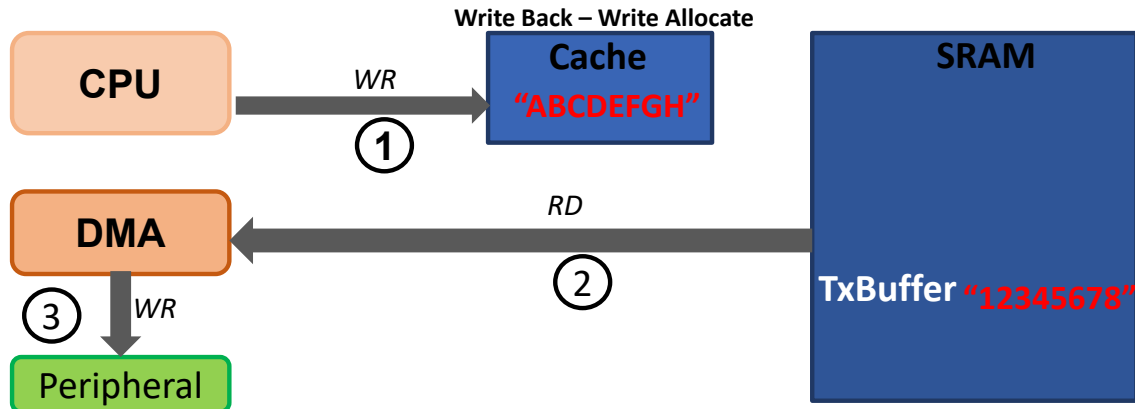 Write Back – Write Allocate
CPU
WR
Cache
“ABCDEFGH”
1
SRAM
DMA
RD
2
TxBuffer “12345678”
3
WR
Peripheral